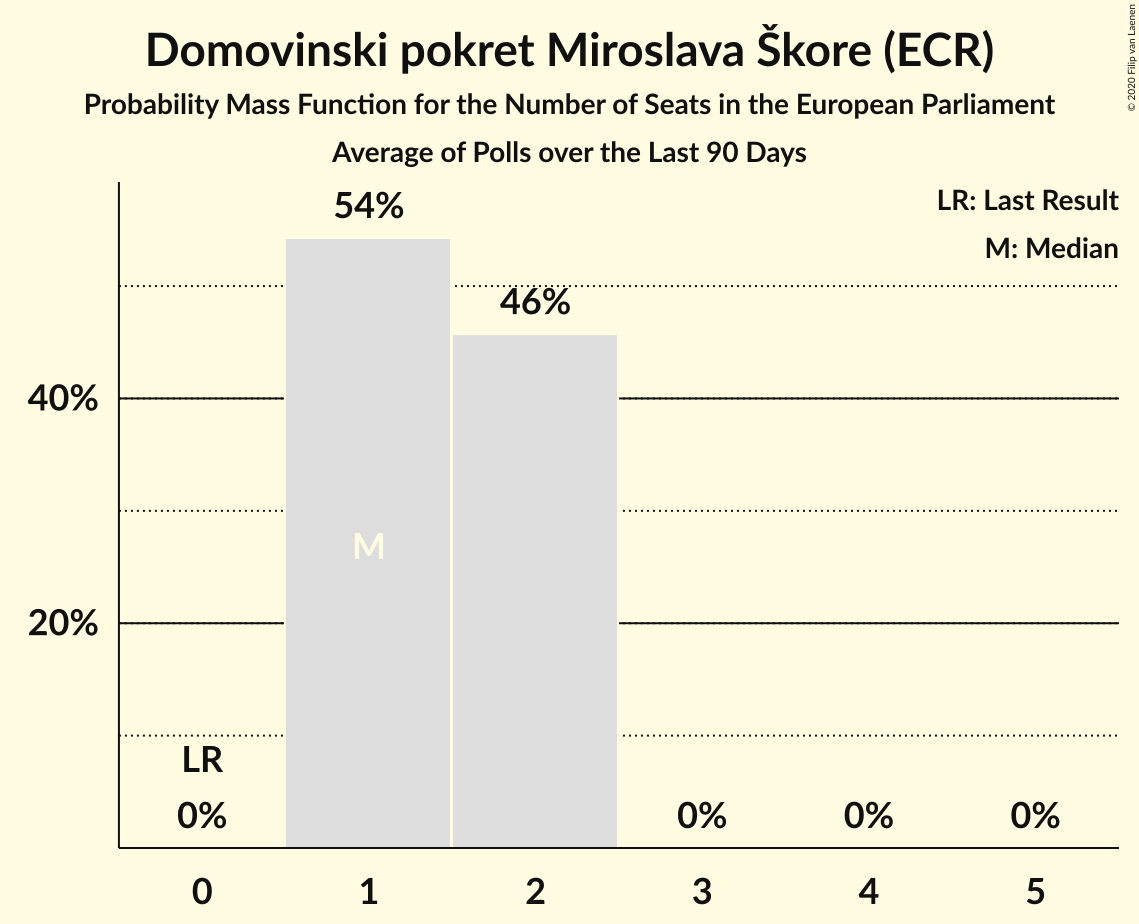 Domovinski pokret Miroslava Škore (ECR)
Probability Mass Function for the Number of Seats in the European Parliament
Average of Polls over the Last 90 Days
© 2020 Filip van Laenen
LR: Last Result
M: Median
54%
46%
40%
20%
M
LR
0%
0%
0%
0%
0 1 2 3 4 5